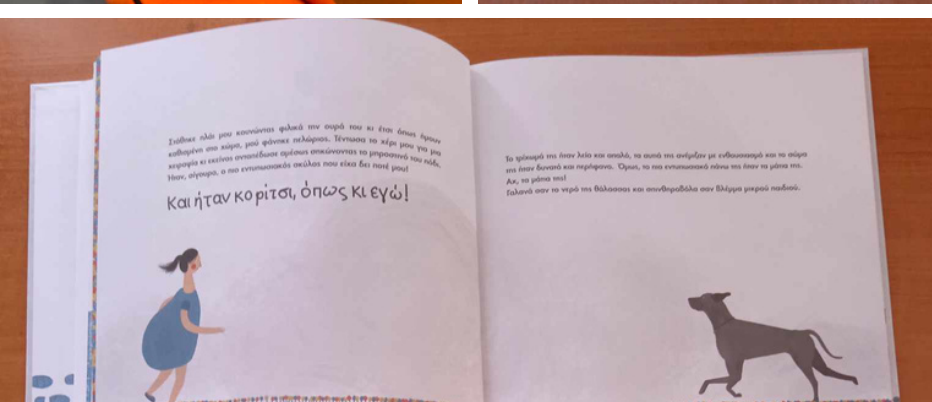 Στάθηκε πλάι μου κουνώντας φιλικά την ουρά του κι έτσι όπως ήμουν
καθισμένη στο χώμα, μού φάνηκε πελώριος. Τέντωσα το χέρι μου για μια
χειραψία κι εκείνος ανταπέδωσε αμέσως σηκώνοντας το μπροστινό του πόδι.
Ήταν, σίγουρα, ο πιο εντυπωσιακός σκύλος που είχα δει ποτέ μου!
Και ήταν κορίτσι, όπως κι εγώ!
Το τρίχωμά της ήταν λείο και απαλό, τα αυτιά της ανέμιζαν με ενθουσιασμό και το σώμα
της ήταν δυνατό και περήφανο. Όμως, το πιο εντυπωσιακό πάνω της ήταν τα μάτια της.
Αχ, τα μάτια της!
Γαλανά σαν το νερό της θάλασσας και σπινθηροβόλα σαν βλέμμα μικρού παιδιού.